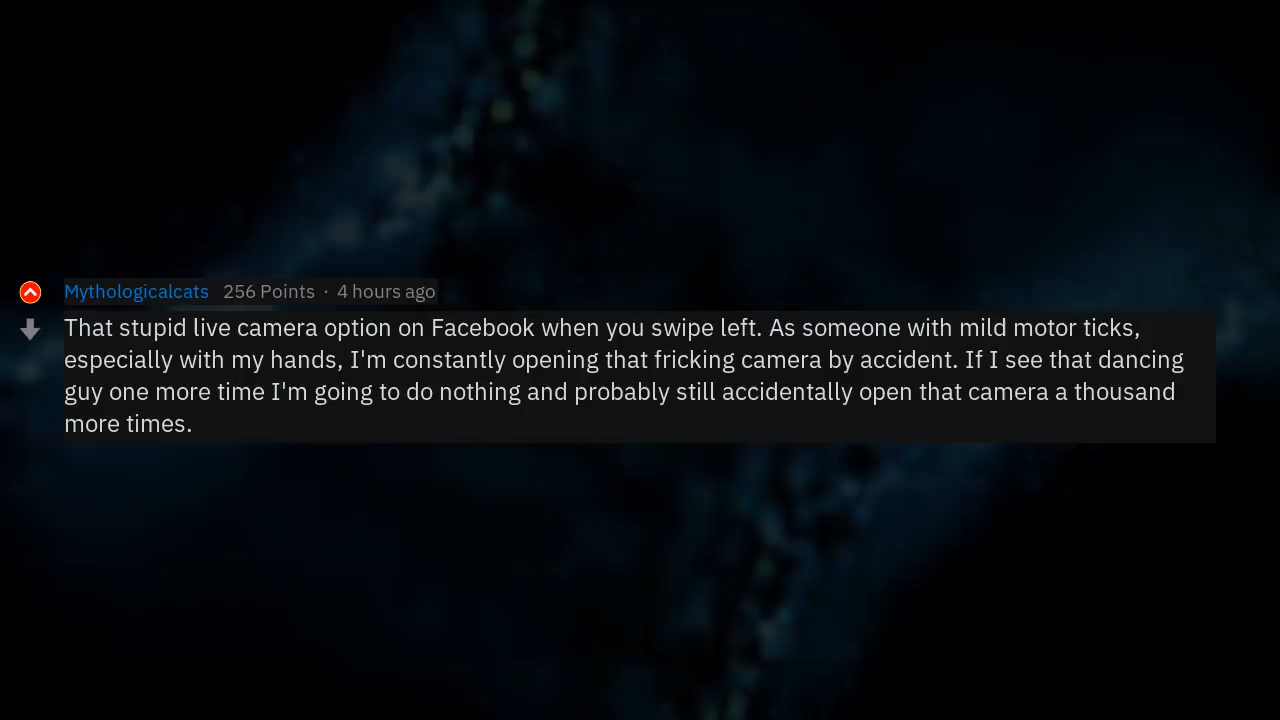 Mythologicalcats 256 Points · 4 hours ago
That stupid live camera option on Facebook when you swipe left. As someone with mild motor ticks,
especially with my hands, I'm constantly opening that fricking camera by accident. If I see that dancing
guy one more time I'm going to do nothing and probably still accidentally open that camera a thousand
more times.